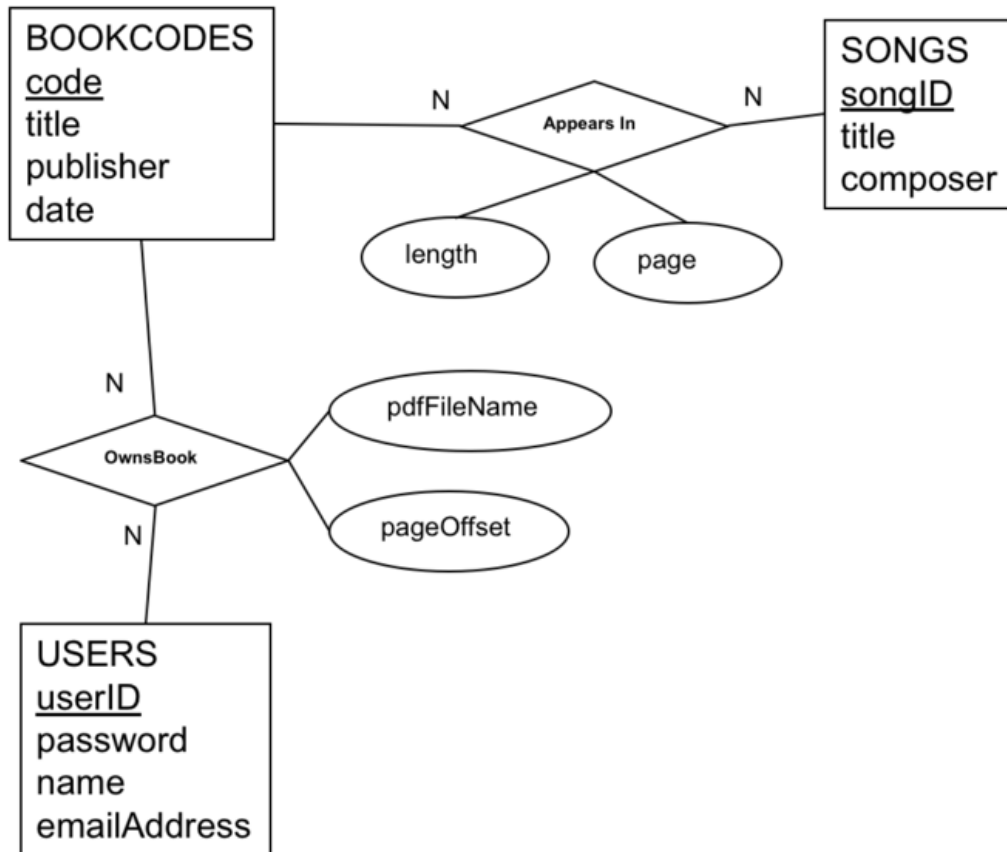 BOOKCODES
code
title
publisher
date
N
Appears In
N
SONGS
songID
title
composer
length
page
N
OwnsBook
N
pdfFileName
pageOffset
USERS
userID
password
name
emailAddress